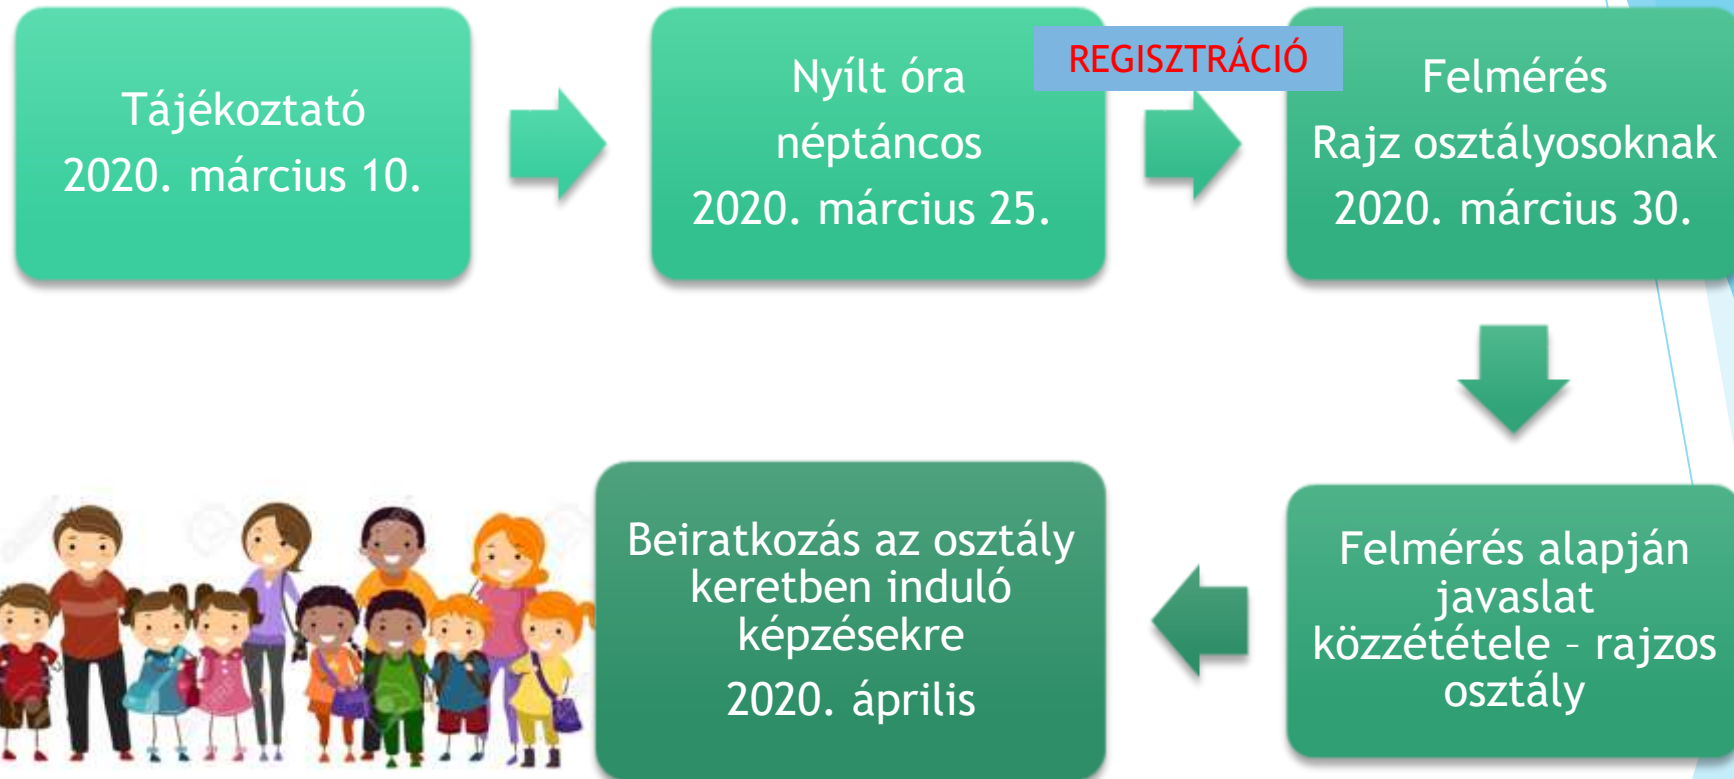 Tájékoztató
2020. március 10.
Nyílt óra
néptáncos
2020. március 25.
REGISZTRÁCIÓ
Felmérés
Rajz osztályosoknak
2020. március 30.
Felmérés alapján
javaslat
közzététele – rajzos
osztály
Beiratkozás az osztály
keretben induló
képzésekre
2020. április